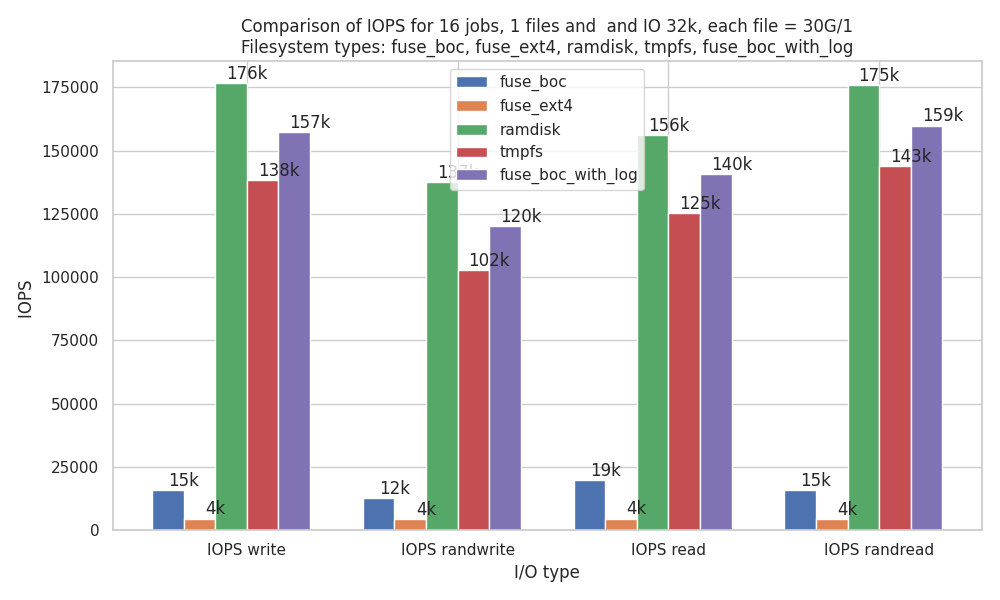 Comparison of IOPS for 16 jobs, 1 files and  and IO 32k, each file = 30G/1
Filesystem types: fuse_boc, fuse_ext4, ramdisk, tmpfs, fuse_boc_with_log
IOPS
175000
150000
125000
100000
75000
50000
25000
0
fuse_boc
fuse_ext4
ramdisk
tmpfs
fuse_boc_with_log
15k
4k
176k
138k
157k
12k
4k
137k
102k
120k
19k
4k
156k
125k
140k
15k
4k
175k
143k
159k
IOPS write
IOPS randwrite
IOPS read
IOPS randread
I/O type